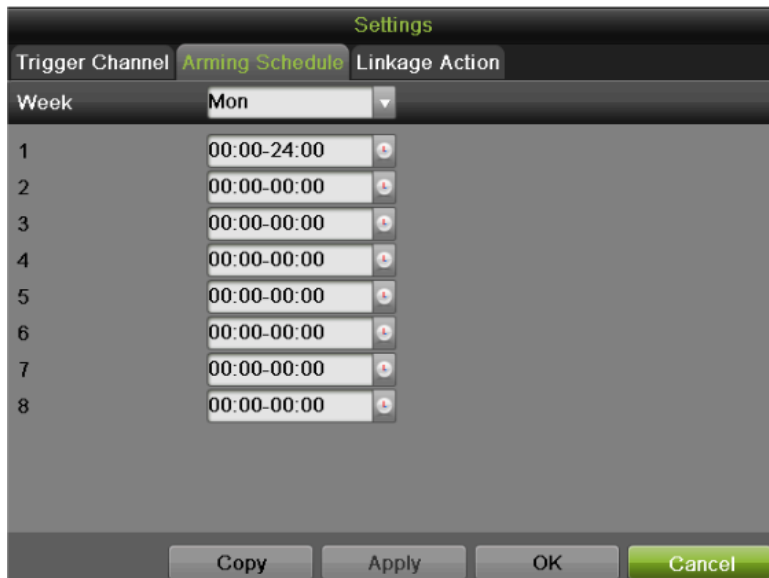 Settings
Trigger Channel Arming Schedule Linkage Action
Week Mon
1 00:00-24:00
2 00:00-00:00
3 00:00-00:00
4 00:00-00:00
5 00:00-00:00
6 00:00-00:00
7 00:00-00:00
8 00:00-00:00
Copy Apply OK Cancel